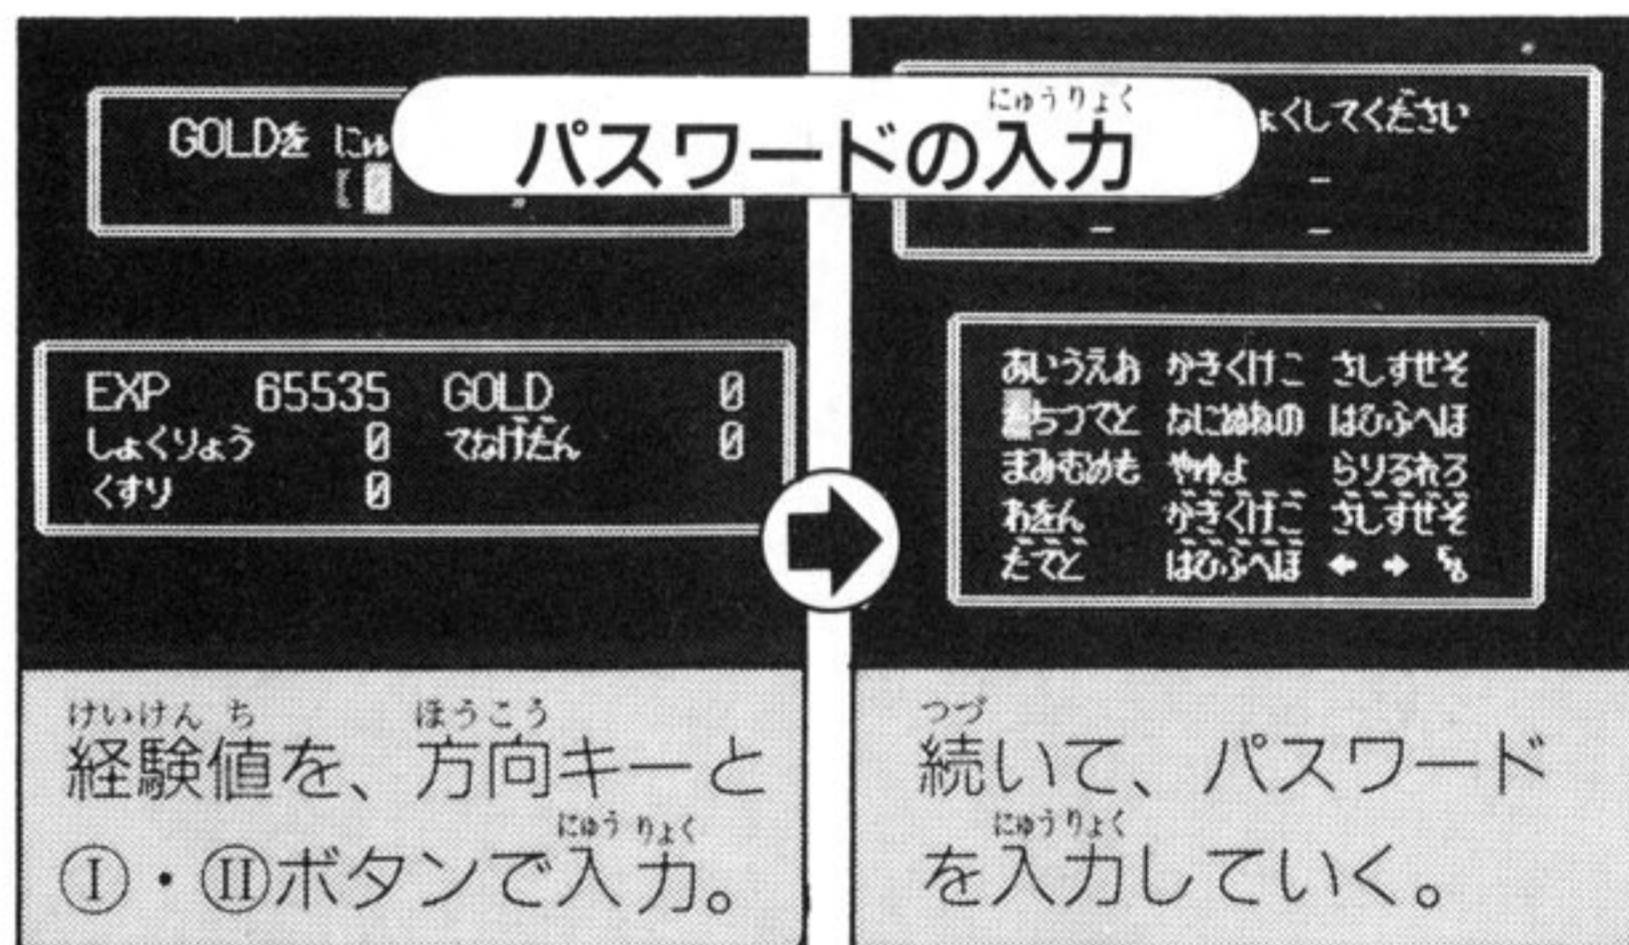 パスワードの入力
にゅうりょく
GOLDを にゅ
EXP 65535 GOLD 0
しょくりょう 0 てなげだん 0
くすり 0
ょくしてください
あいうえお かきくけこ さしすせそ
たちつてと なにぬねの はひふへほ
まみむめも やゆよ らりるれろ
わをん がぎぐげご ざじずぜぞ
だでど ばびぶべぼ ← →
けいけん ち ほうこう
経験値を、方向キーと
にゅう りょく
Ⓘ・Ⅱボタンで入力。
つづ
続いて、パスワード
にゅうりょく
を入力していく。